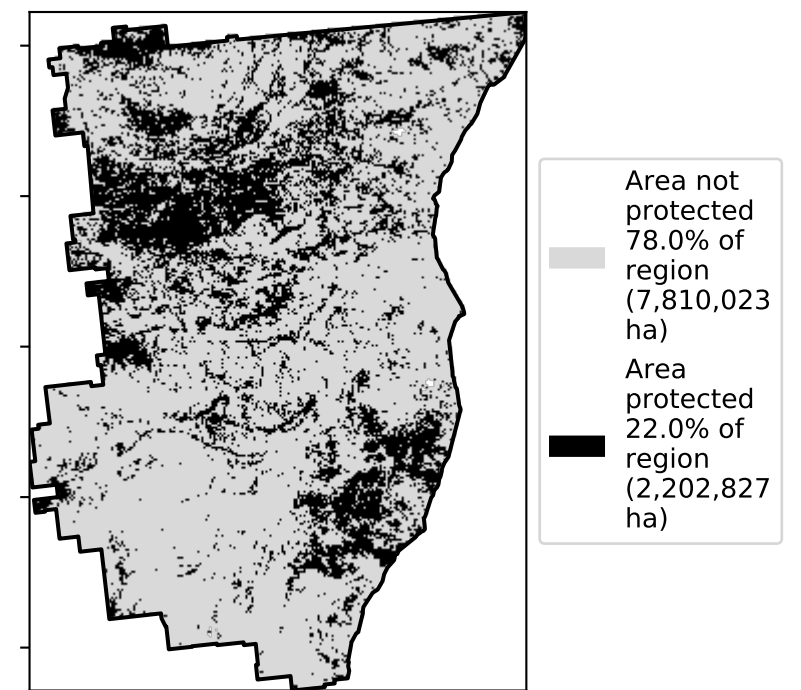 Area not
protected
78.0% of
region
(7,810,023
ha)
Area
protected
22.0% of
region
(2,202,827
ha)